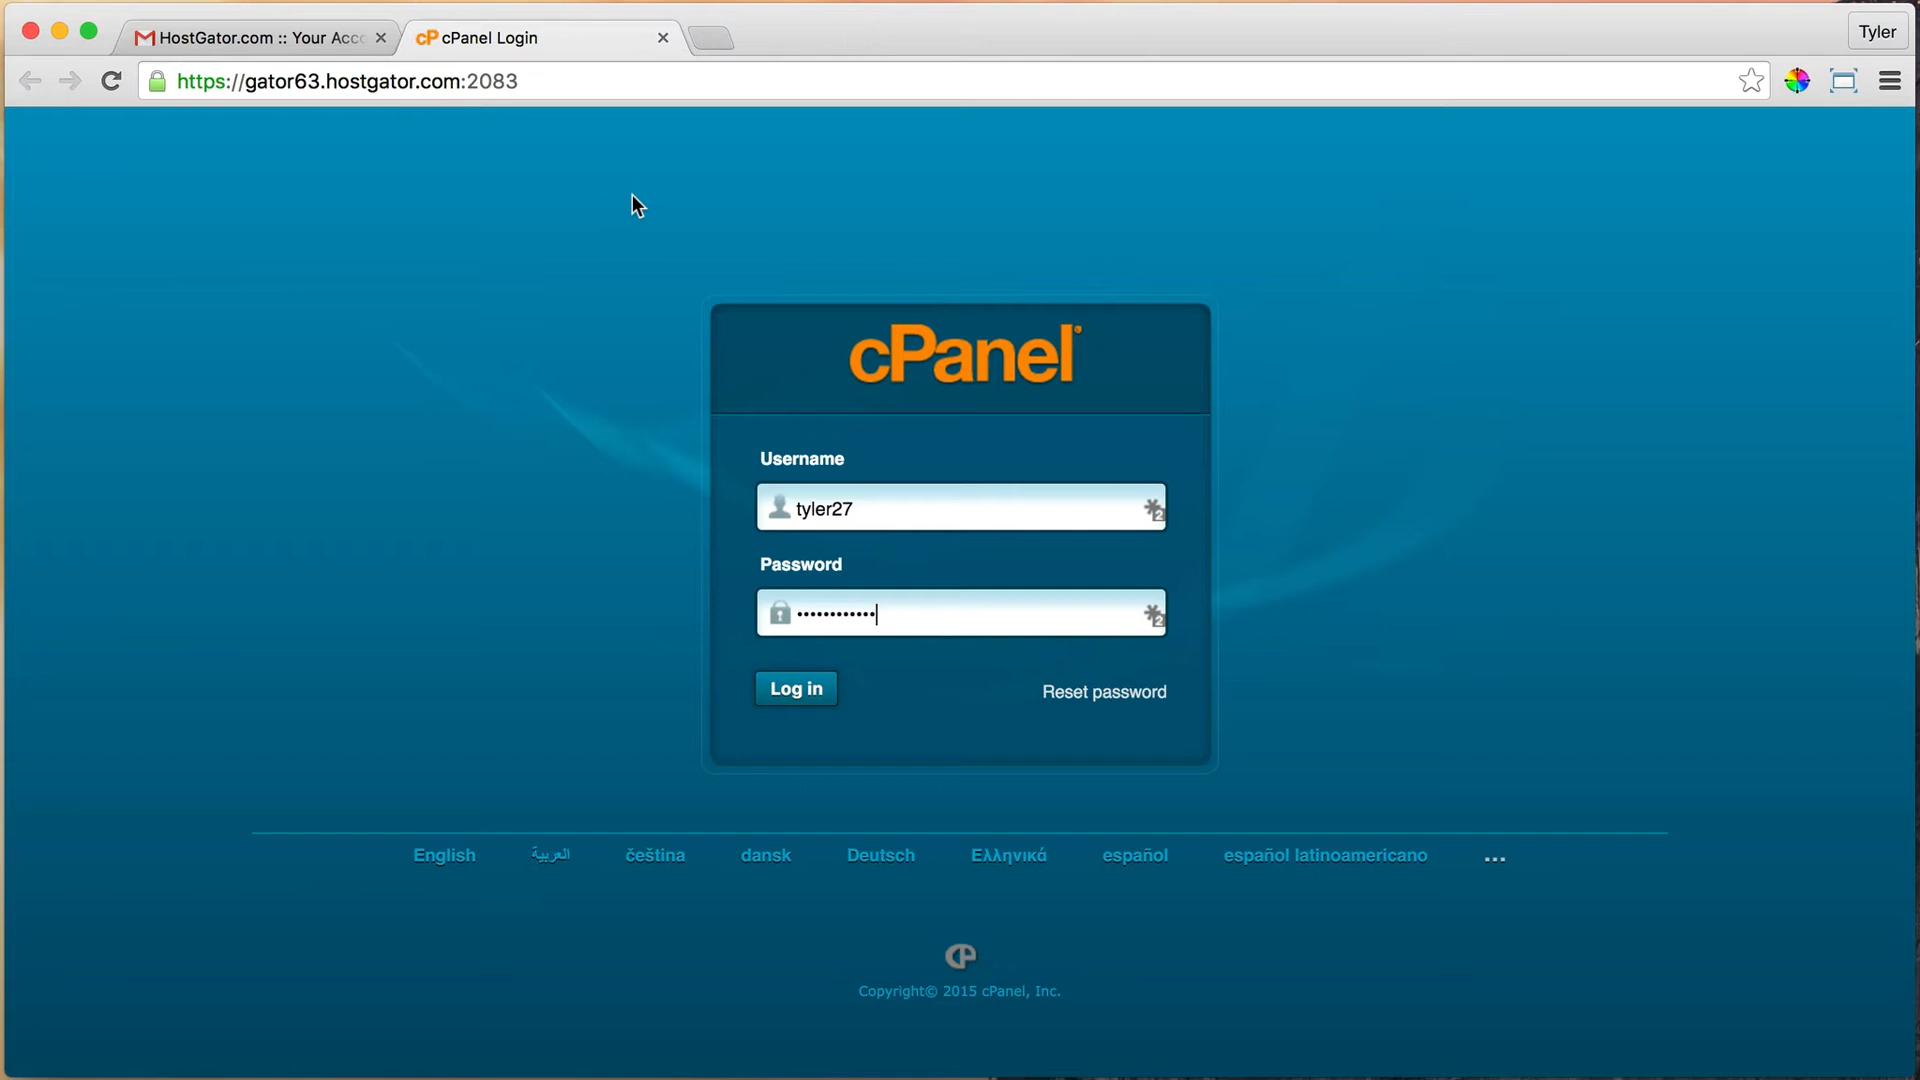 HostGator.com :: Your Acc
cPanel Login
Tyler
https://gator63.hostgator.com:2083
cPanel
Username
tyler27
Password
••••••••••••
Log in
Reset password
English العربية čeština dansk Deutsch Ελληνικά español español latinoamericano ...
Copyright© 2015 cPanel, Inc.